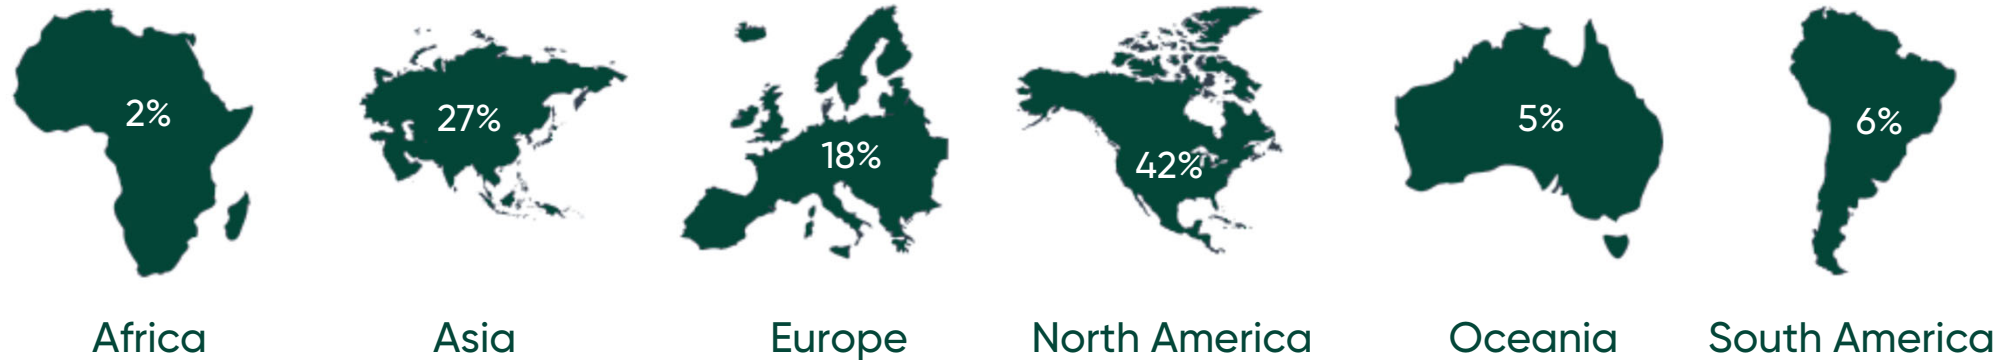 2%
27%
18%
42%
5%
6%
Africa
Asia
Europe
North America
Oceania
South America